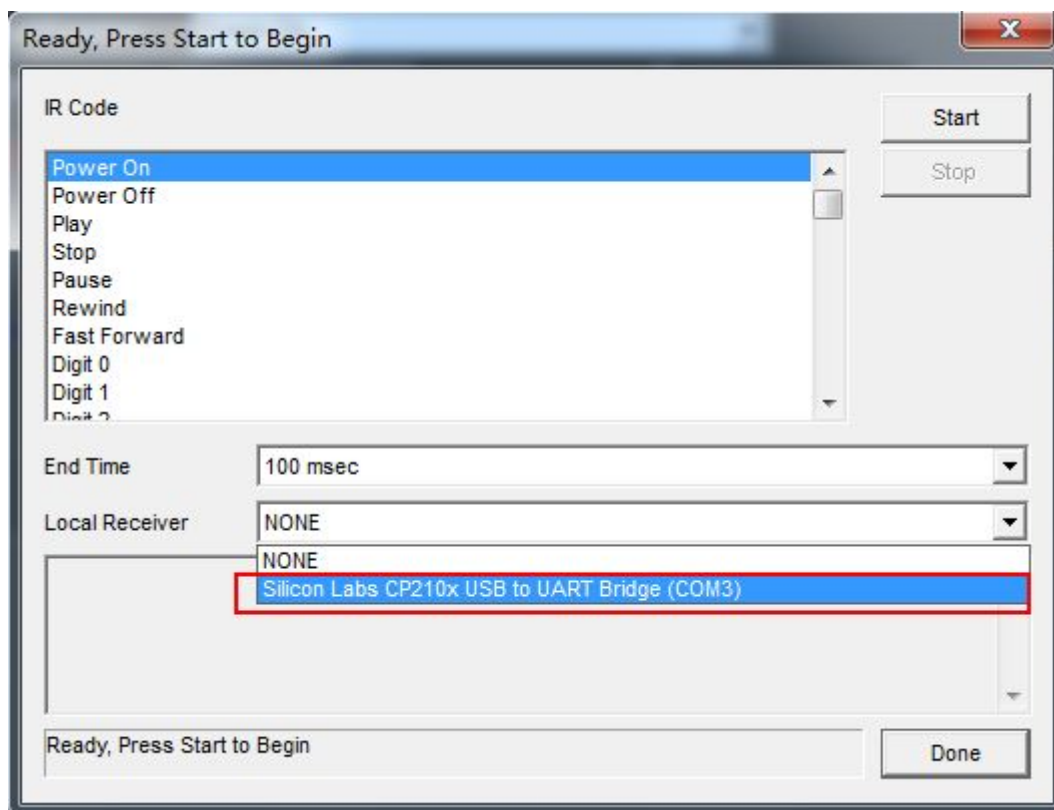 Ready, Press Start to Begin
IR Code
Start
Stop
Power On
Power Off
Play
Stop
Pause
Rewind
Fast Forward
Digit 0
Digit 1
Digit 2
End Time
100 msec
Local Receiver
NONE
NONE
Silicon Labs CP210x USB to UART Bridge (COM3)
Ready, Press Start to Begin
Done